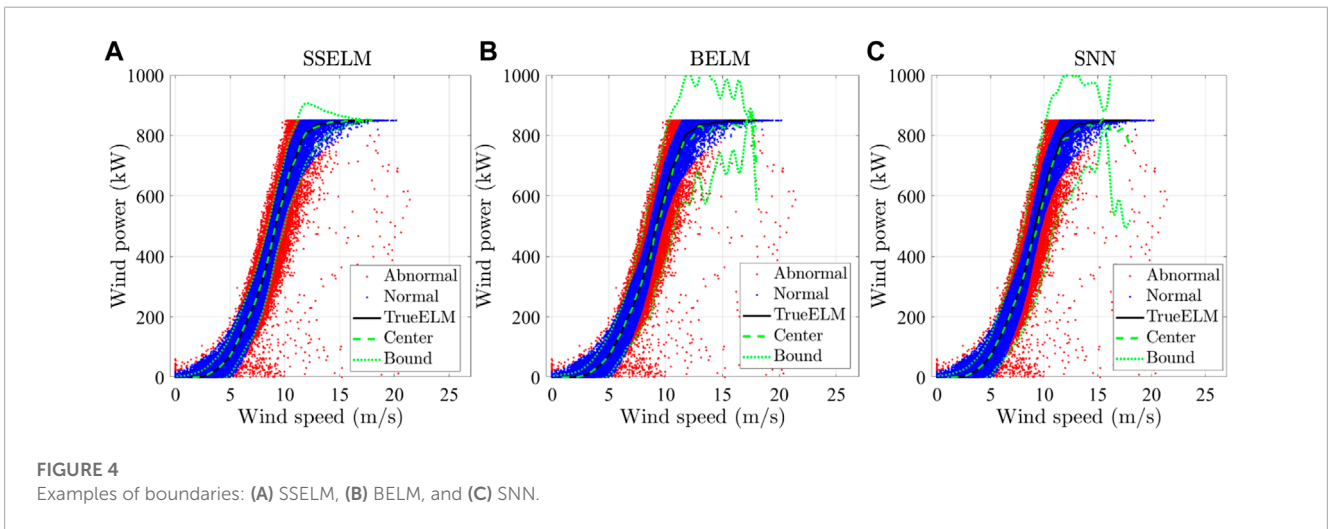 A
SSELM
1000
800
600
400
200
0
Wind power (kW)
0 5 10 15 20 25
Wind speed (m/s)
Abnormal
Normal
TrueELM
Center
Bound
B
BELM
1000
800
600
400
200
0
Wind power (kW)
0 5 10 15 20 25
Wind speed (m/s)
Abnormal
Normal
TrueELM
Center
Bound
C
SNN
1000
800
600
400
200
0
Wind power (kW)
0 5 10 15 20 25
Wind speed (m/s)
Abnormal
Normal
TrueELM
Center
Bound
FIGURE 4
Examples of boundaries: (A) SSELM, (B) BELM, and (C) SNN.